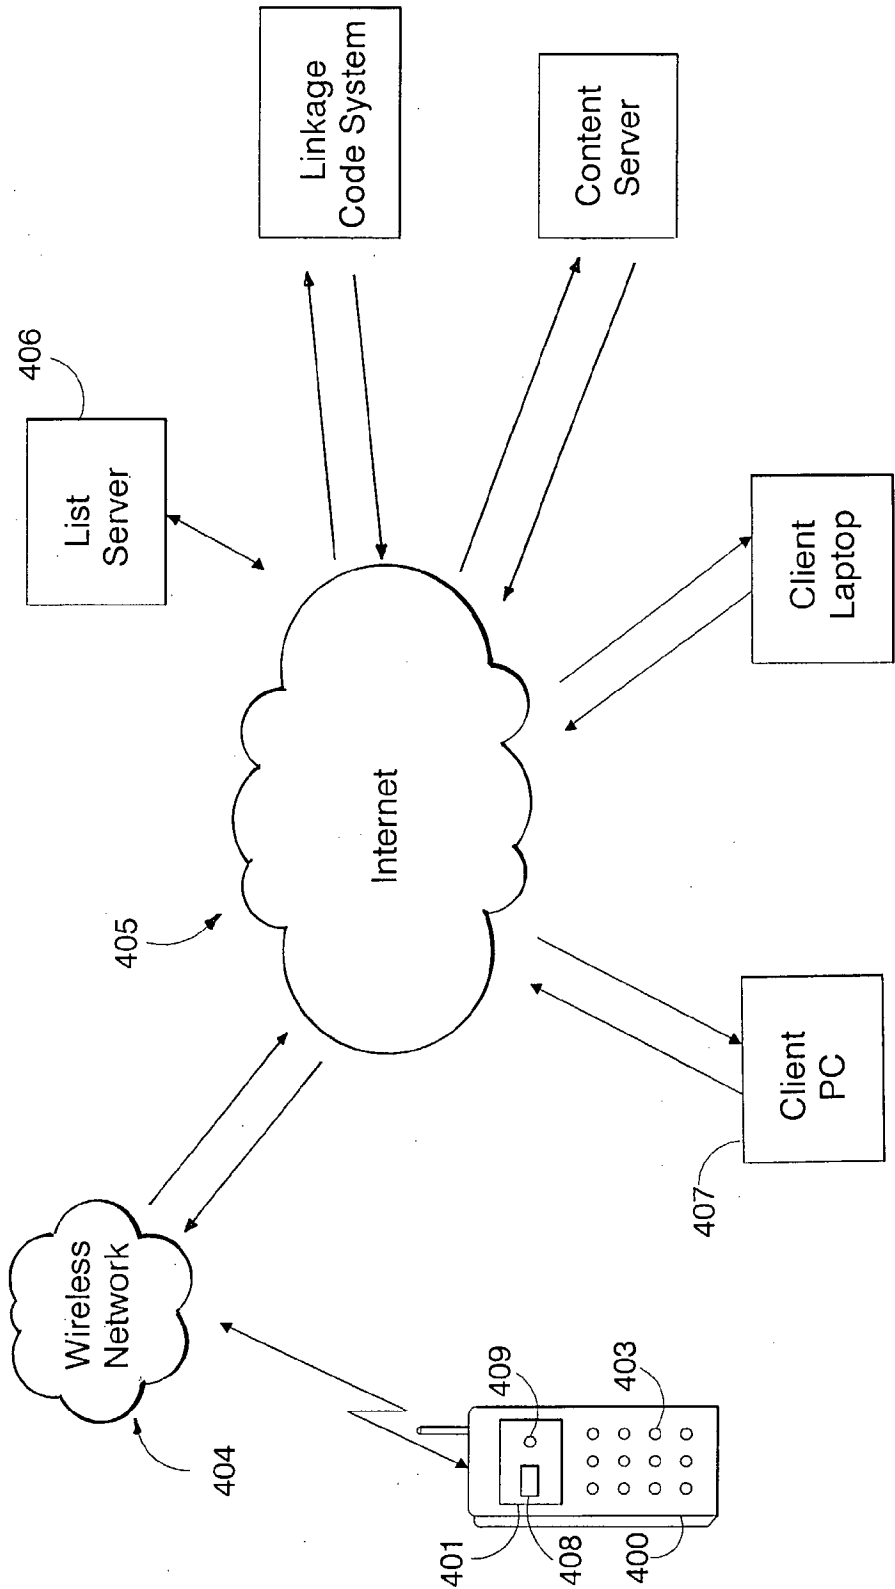 404
Wireless
Network
405
List
Server
406
Linkage
Code System
Internet
Content
Server
401
409
408
403
400
407
Client
PC
Client
Laptop